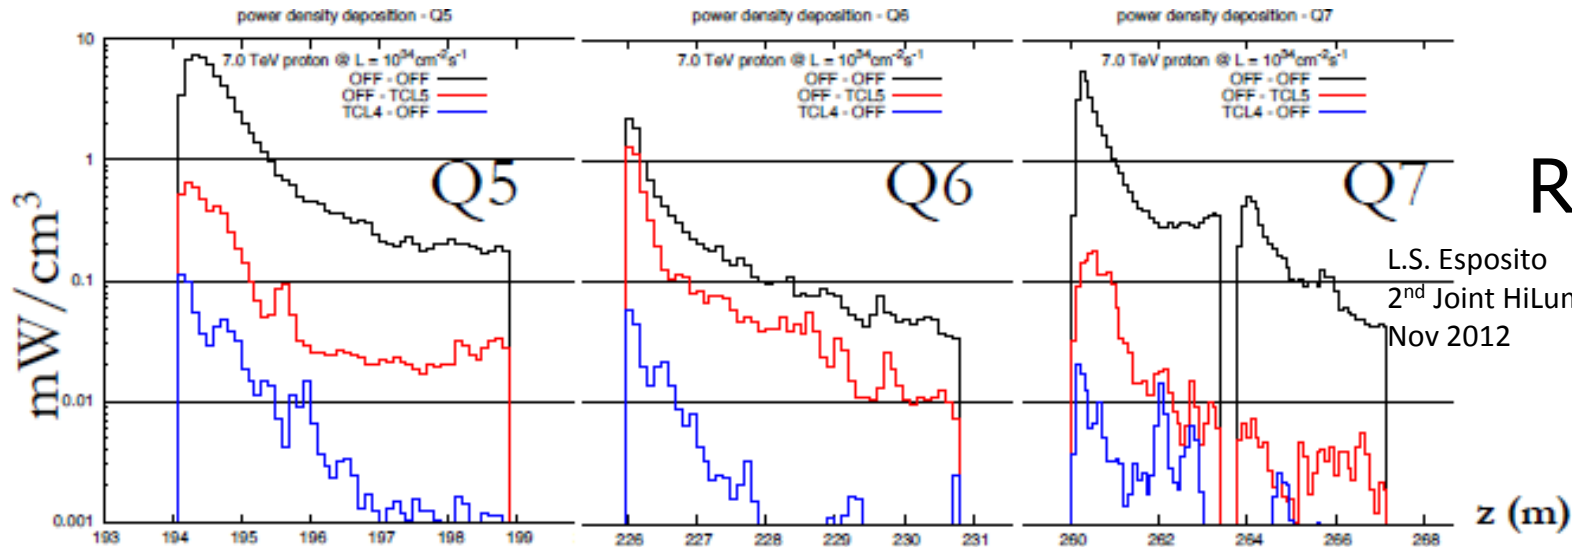 power density deposition - Q5
7.0 TeV proton @ L = 10³⁴cm⁻²s⁻¹
OFF - OFF
OFF - TCL5
TCL4 - OFF
Q5
10
1
0.1
0.01
0.001
mW/cm³
193 194 195 196 197 198 199
power density deposition - Q6
7.0 TeV proton @ L = 10³⁴cm⁻²s⁻¹
OFF - OFF
OFF - TCL5
TCL4 - OFF
Q6
226 227 228 229 230 231
power density deposition - Q7
7.0 TeV proton @ L = 10³⁴cm⁻²s⁻¹
OFF - OFF
OFF - TCL5
TCL4 - OFF
Q7
260 262 264 266 268
z (m)
R
L.S. Esposito
2nd Joint HiLum
Nov 2012